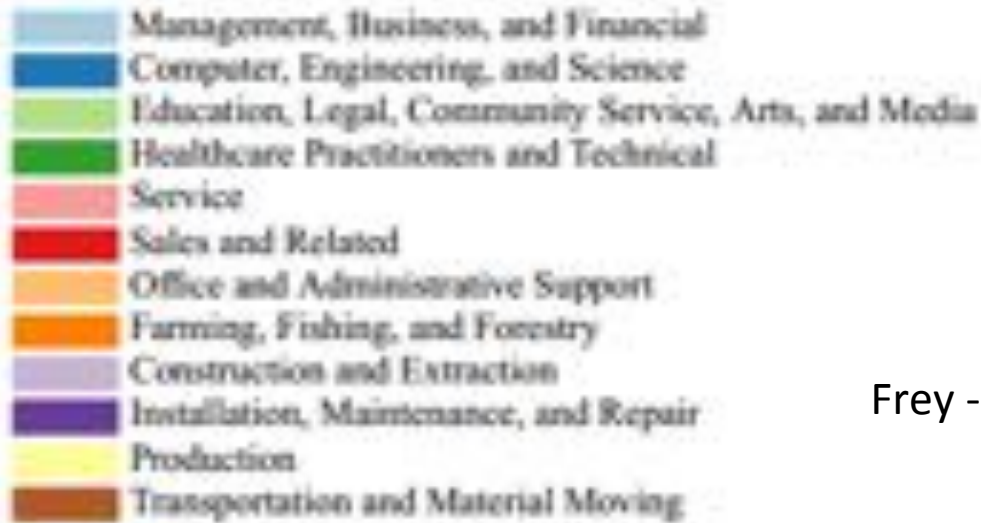 Management, Business, and Financial
Computer, Engineering, and Science
Education, Legal, Community Service, Arts, and Media
Healthcare Practitioners and Technical
Service
Sales and Related
Office and Administrative Support
Farming, Fishing, and Forestry
Construction and Extraction
Installation, Maintenance, and Repair
Frey -
Production
Transportation and Material Moving